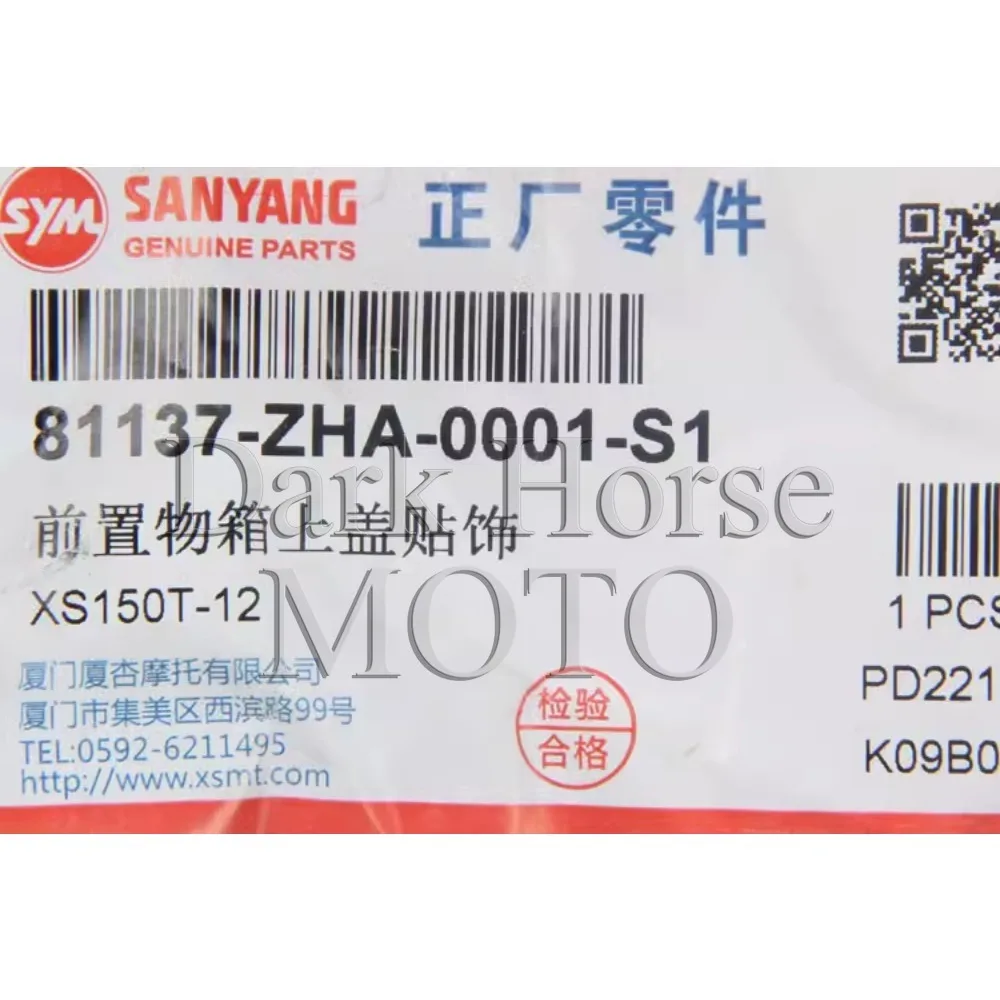 SYM
SANYANG
GENUINE PARTS
正厂零件
81137-ZHA-0001-S1
前置物箱上盖贴饰
XS150T-12
Dark Horse
MOTO
1 PCS
厦门厦杏摩托有限公司
厦门市集美区西滨路99号
TEL:0592-6211495
http://www.xsmt.com
检验
合格
PD221
K09B0